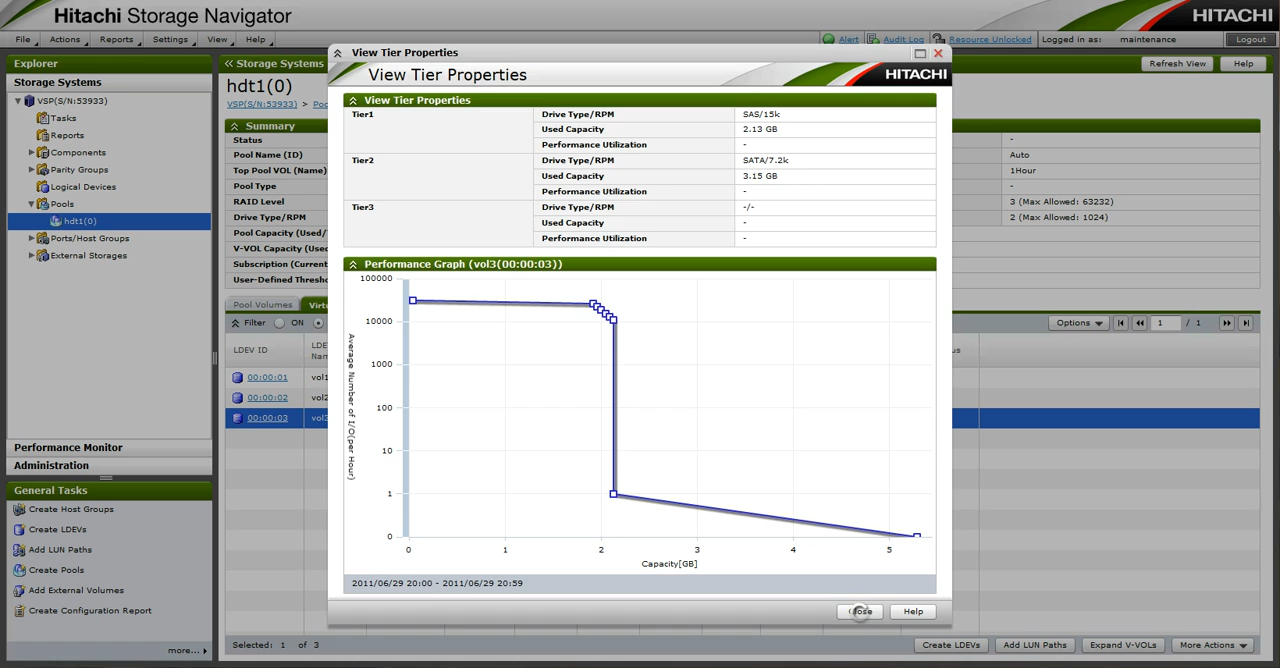 Hitachi Storage Navigator
HITACHI
File Actions Reports Settings View Help
Alert Audit Log Resource Unlocked Logged in as: maintenance Logout
Explorer
Storage Systems
VSP(S/N:53933)
Tasks
Reports
Components
Parity Groups
Logical Devices
Pools
hdt1(0)
Ports/Host Groups
External Storages
Performance Monitor
Administration
General Tasks
Create Host Groups
Create LDEVs
Add LUN Paths
Create Pools
Add External Volumes
Create Configuration Report
more...
<< Storage Systems
Refresh View Help
hdt1(0)
VSP(S/N:53933) > Poo
Summary
Status -
Pool Name (ID) Auto
Top Pool VOL (Name) 1Hour
Pool Type -
RAID Level 3 (Max Allowed: 63232)
Drive Type/RPM 2 (Max Allowed: 1024)
Pool Capacity (Used/
V-VOL Capacity (Used
Subscription (Current
User-Defined Thresho
Pool Volumes Virtu
Filter ON
Options 1 / 1
LDEV ID
LDE
Nam
us
00:00:01 vol1
00:00:02 vol2
00:00:03 vol3
Selected: 1 of 3
Create LDEVs Add LUN Paths Expand V-VOLs More Actions
View Tier Properties
View Tier Properties
HITACHI
View Tier Properties
Tier1 Drive Type/RPM SAS/15k
Used Capacity 2.13 GB
Performance Utilization -
Tier2 Drive Type/RPM SATA/7.2k
Used Capacity 3.15 GB
Performance Utilization -
Tier3 Drive Type/RPM -/-
Used Capacity -
Performance Utilization -
Performance Graph (vol3(00:00:03))
Average Number of I/O(per Hour)
100000
10000
1000
100
10
1
0
0 1 2 3 4 5
Capacity[GB]
2011/06/29 20:00 - 2011/06/29 20:59
Close Help